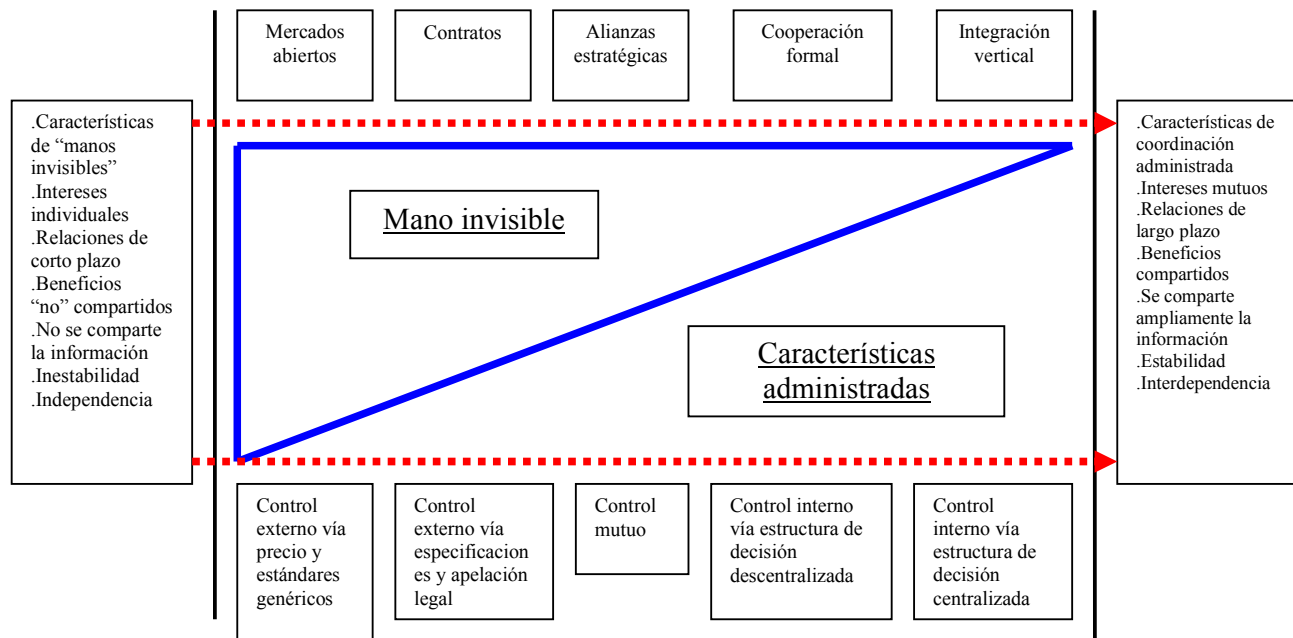 Mercados
abiertos
Contratos
Alianzas
estratégicas
Cooperación
formal
Integración
vertical
.Características
de “manos
invisibles”
.Intereses
individuales
.Relaciones de
corto plazo
.Beneficios
“no” compartidos
.No se comparte
la información
.Inestabilidad
.Independencia
Mano invisible
Características
administradas
.Características de
coordinación
administrada
.Intereses mutuos
.Relaciones de
largo plazo
.Beneficios
compartidos
.Se comparte
ampliamente la
información
.Estabilidad
.Interdependencia
Control
externo vía
precio y
estándares
genéricos
Control
externo vía
especificacion
es y apelación
legal
Control
mutuo
Control interno
vía estructura de
decisión
descentralizada
Control
interno vía
estructura de
decisión
centralizada